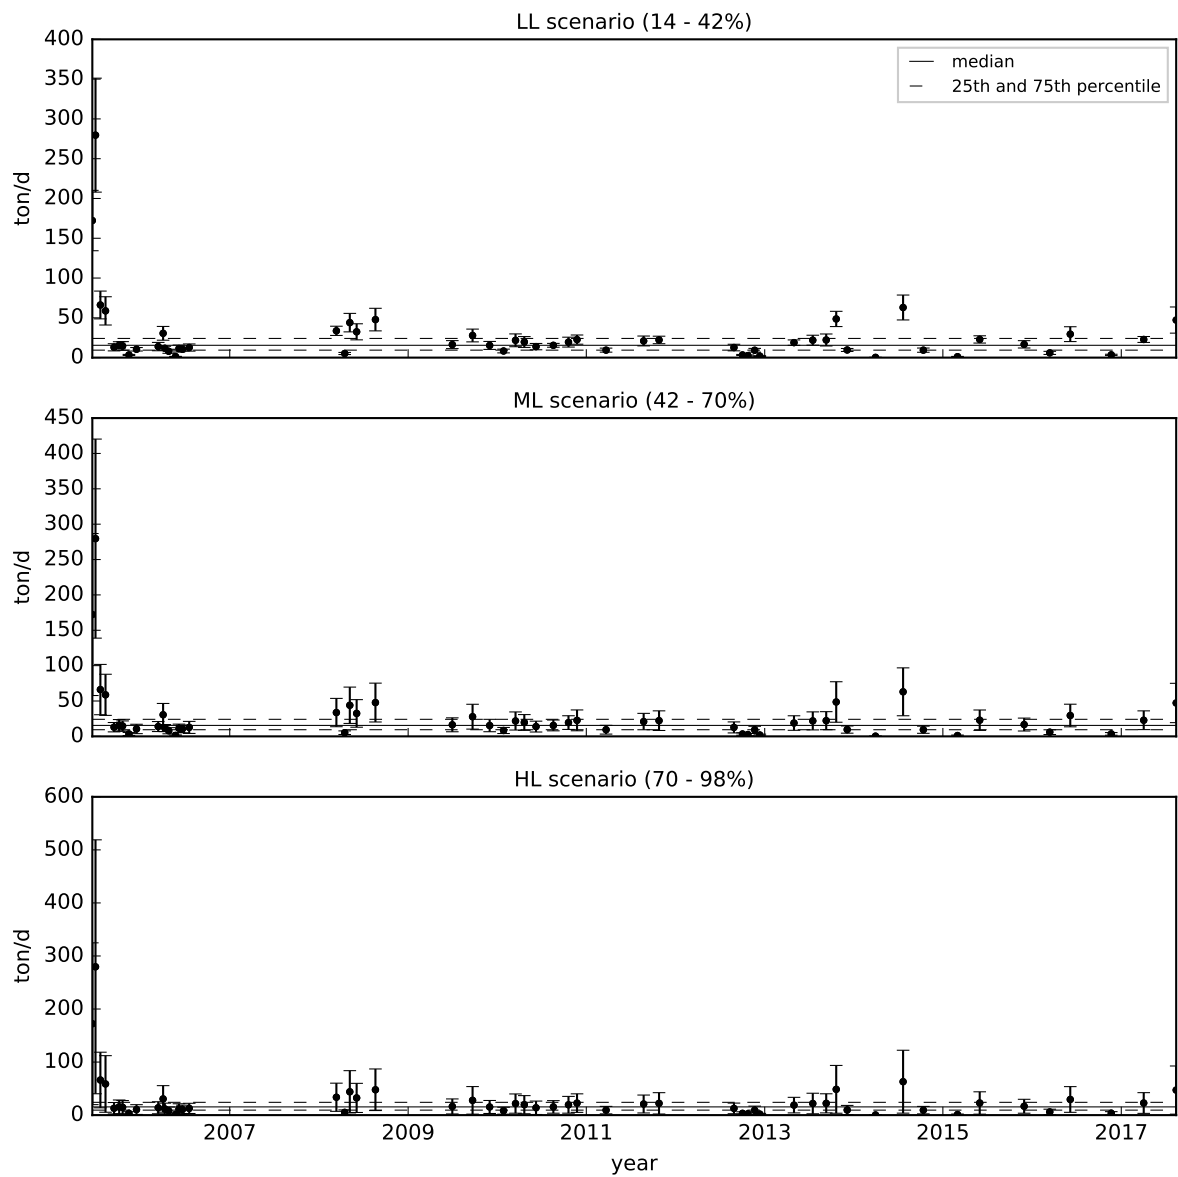 LL scenario (14 - 42%)
400
350
300
250
200
150
100
50
0
ton/d
median
25th and 75th percentile
ML scenario (42 - 70%)
450
400
350
300
250
200
150
100
50
0
ton/d
HL scenario (70 - 98%)
600
500
400
300
200
100
0
ton/d
2007 2009 2011 2013 2015 2017
year